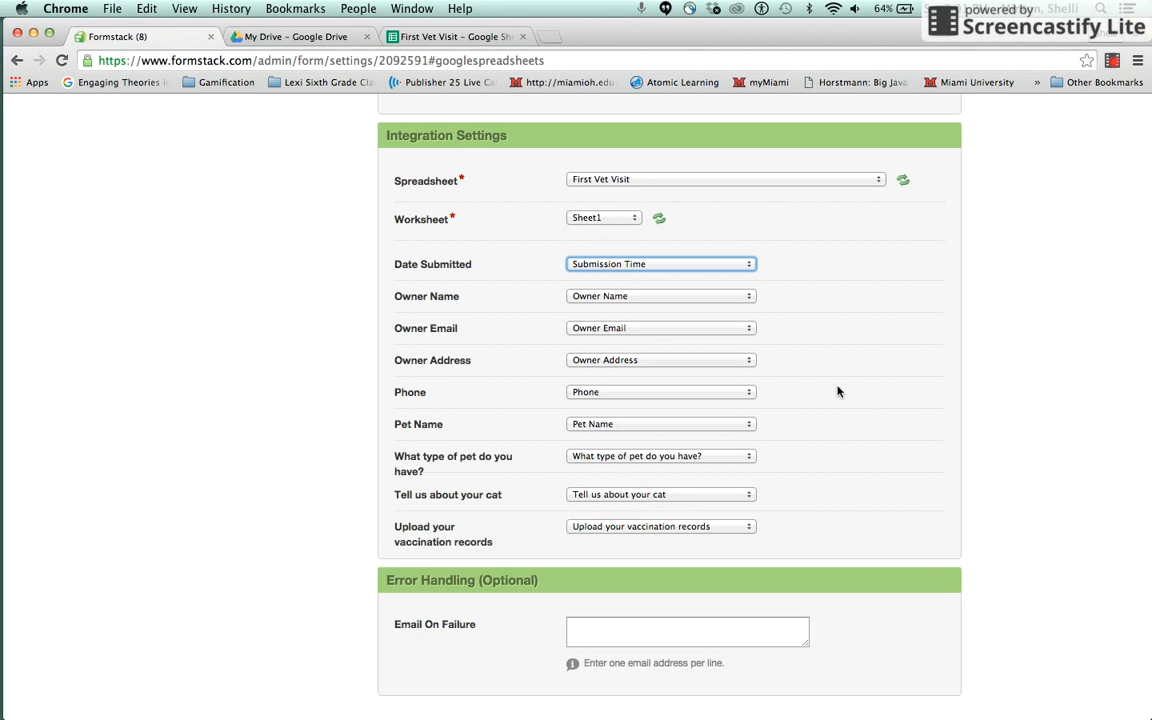 Chrome File Edit View History Bookmarks People Window Help 64%
powered by
Screencastify Lite
Formstack (8)
My Drive – Google Drive
First Vet Visit – Google She
https://www.formstack.com/admin/form/settings/2092591#googlespreadsheets
Apps Engaging Theories i Gamification Lexi Sixth Grade Cla Publisher 25 Live Ca http://miamioh.edu Atomic Learning myMiami Horstmann: Big Java Miami University » Other Bookmarks
Integration Settings
Spreadsheet* First Vet Visit
Worksheet* Sheet1
Date Submitted Submission Time
Owner Name Owner Name
Owner Email Owner Email
Owner Address Owner Address
Phone Phone
Pet Name Pet Name
What type of pet do you What type of pet do you have?
have?
Tell us about your cat Tell us about your cat
Upload your Upload your vaccination records
vaccination records
Error Handling (Optional)
Email On Failure
Enter one email address per line.